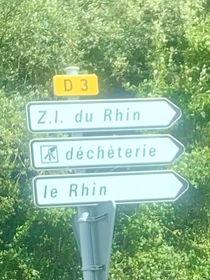 D 3
Z.I. du Rhin
déchèterie
le Rhin